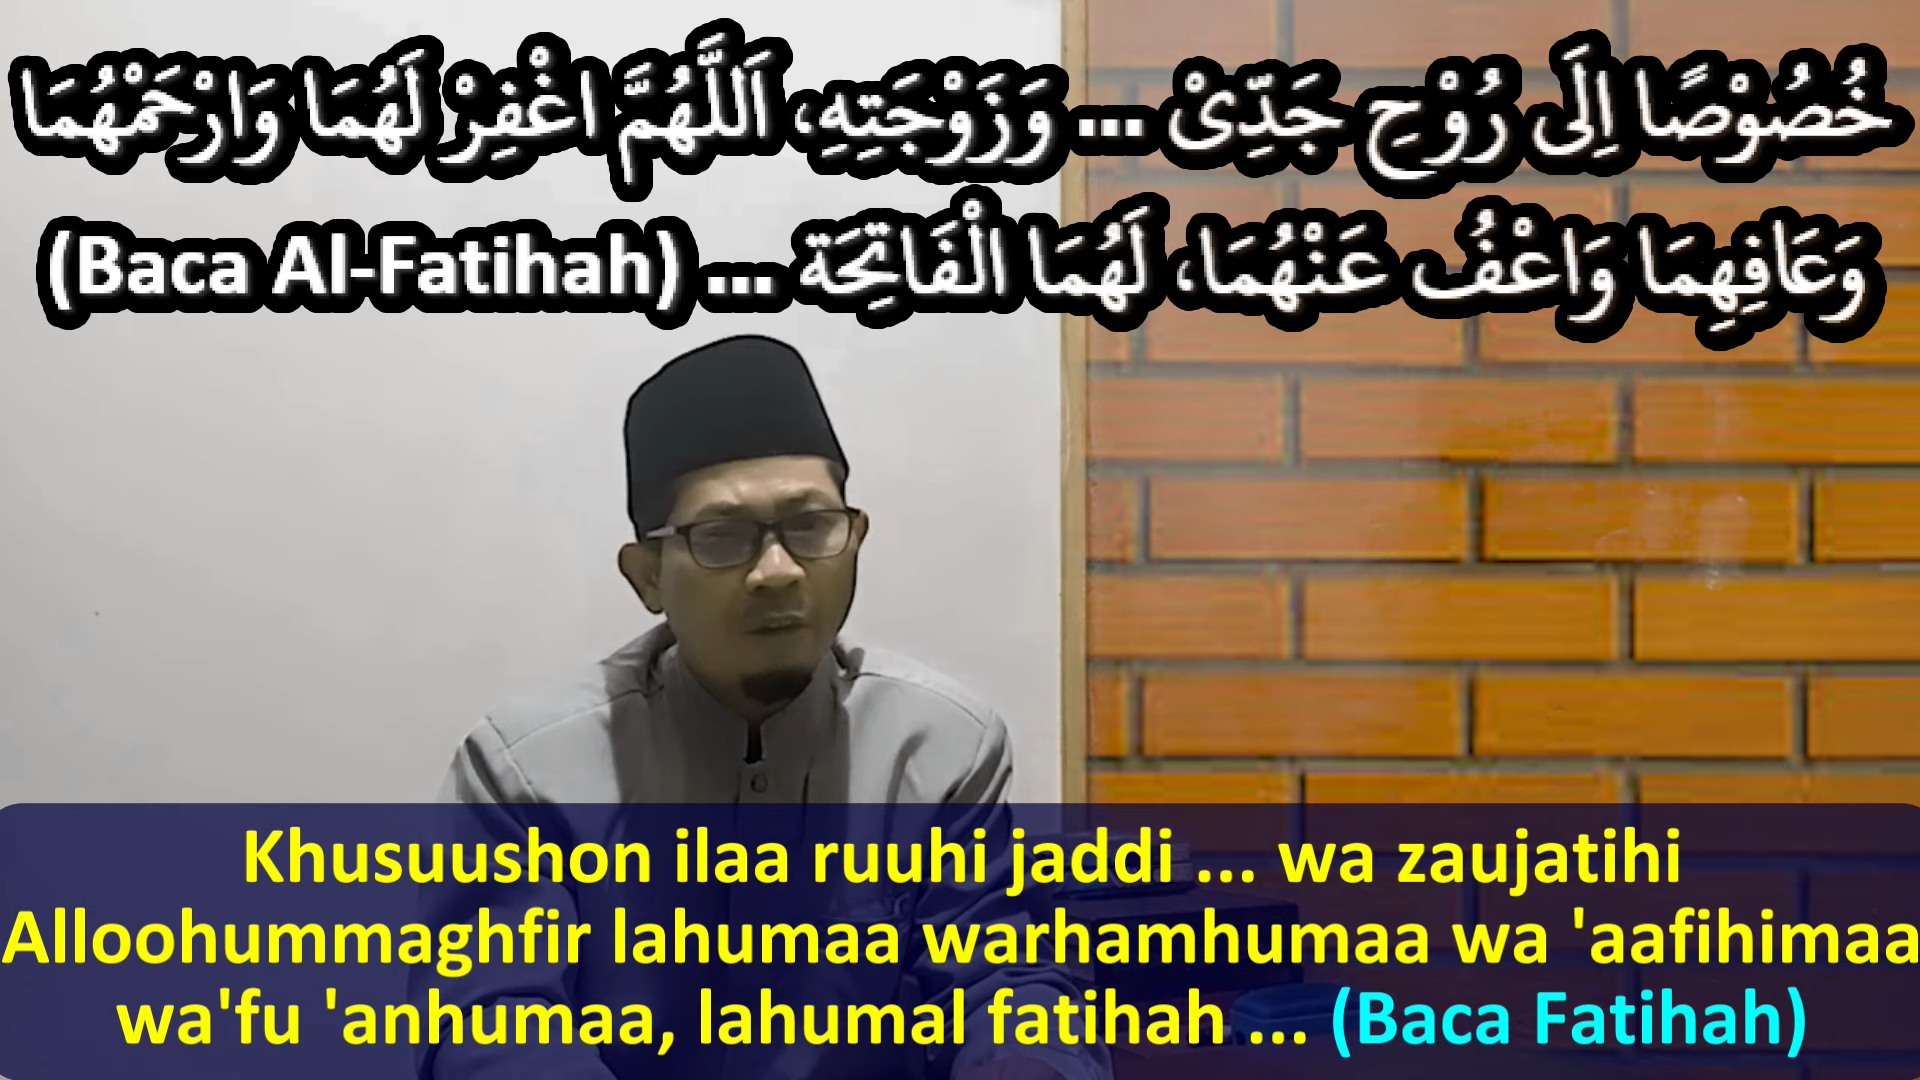 خُصُوْصًا اِلَى رُوْحِ جَدِّىْ ... وَزَوْجَتِهِ، اَللَّهُمَّ اغْفِرْ لَهُمَا وَارْحَمْهُمَا
وَعَافِهِمَا وَاعْفُ عَنْهُمَا، لَهُمَا الْفَاتِحَة ... (Baca Al-Fatihah)
Khusuushon ilaa ruuhi jaddi ... wa zaujatihi
Alloohummaghfir lahumaa warhamhumaa wa 'aafihimaa
wa'fu 'anhumaa, lahumal fatihah ... (Baca Fatihah)